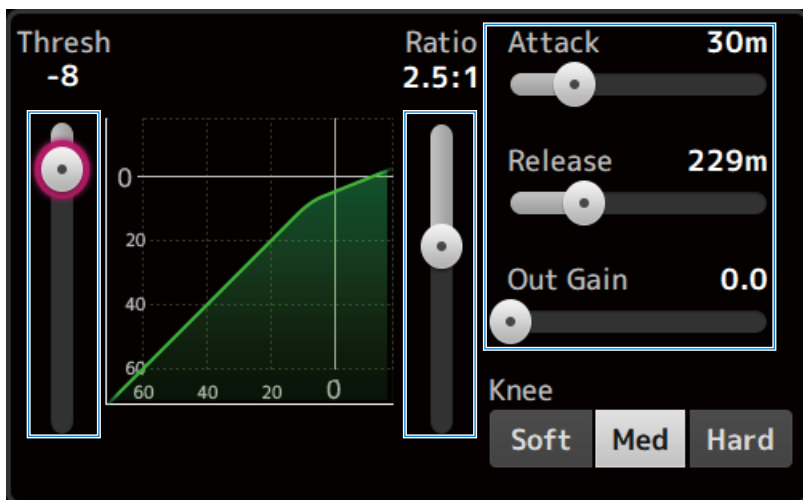 Thresh
-8
Ratio
2.5:1
Attack 30m
Release 229m
Out Gain 0.0
0
20
40
60
60 40 20 0
Knee
Soft Med Hard